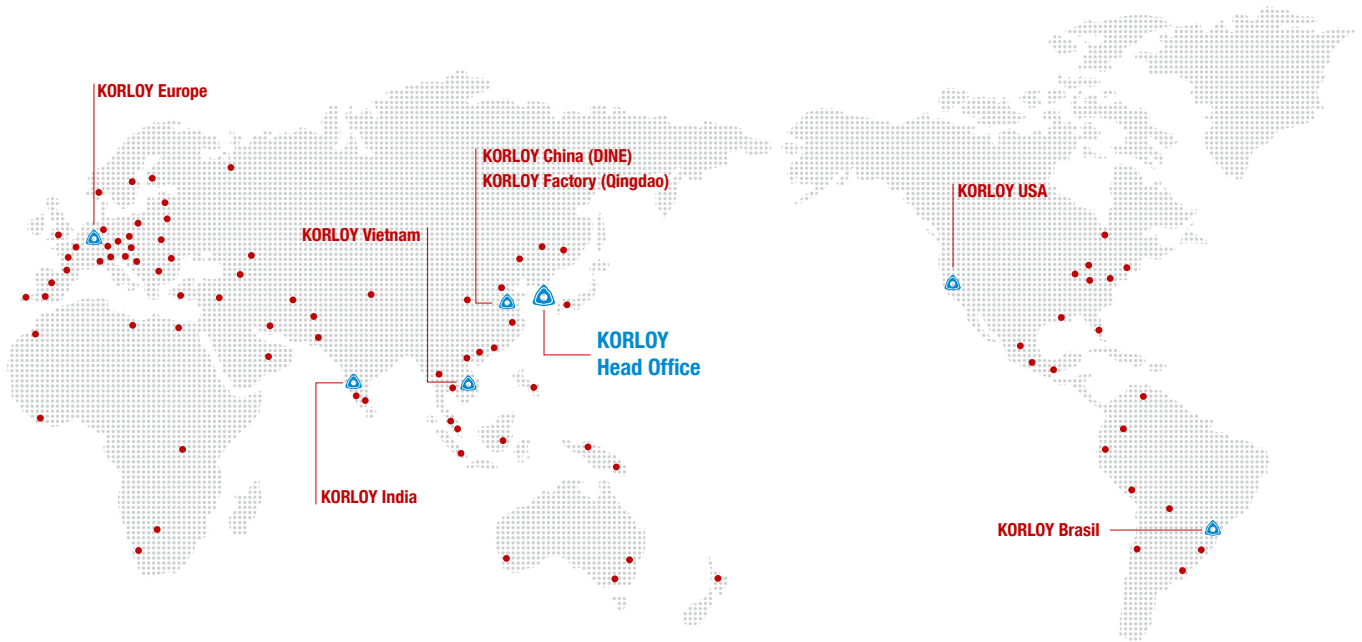 KORLOY Europe
KORLOY China (DINE)
KORLOY Factory (Qingdao)
KORLOY USA
KORLOY Vietnam
KORLOY
Head Office
KORLOY India
KORLOY Brasil